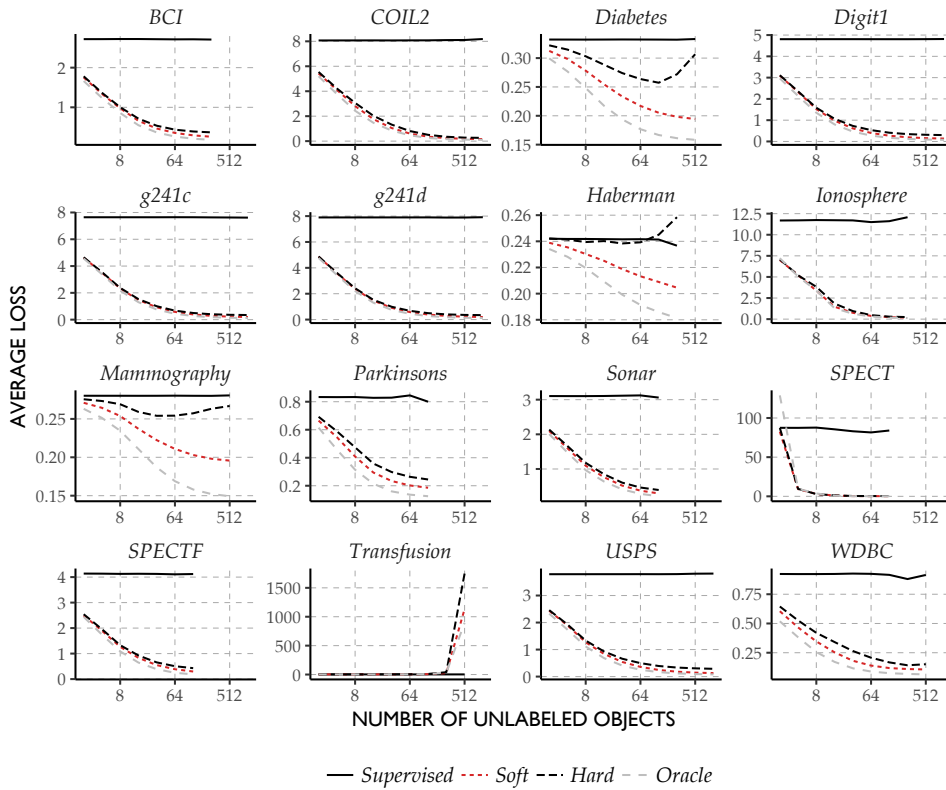 BCI COIL2 Diabetes Digit1
2
1
8 64 512
8
6
4
2
0
8 64 512
0.30
0.25
0.20
0.15
8 64 512
5
4
3
2
1
0
8 64 512
g241c g241d Haberman Ionosphere
8
6
4
2
0
8 64 512
8
6
4
2
0
8 64 512
0.26
0.24
0.22
0.20
0.18
8 64 512
12.5
10.0
7.5
5.0
2.5
0.0
8 64 512
AVERAGE LOSS
Mammography Parkinsons Sonar SPECT
0.25
0.20
0.15
8 64 512
0.8
0.6
0.4
0.2
8 64 512
3
2
1
8 64 512
100
50
0
8 64 512
SPECTF Transfusion USPS WDBC
4
3
2
1
0
8 64 512
1500
1000
500
0
8 64 512
3
2
1
0
8 64 512
0.75
0.50
0.25
8 64 512
NUMBER OF UNLABELED OBJECTS
Supervised Soft Hard Oracle